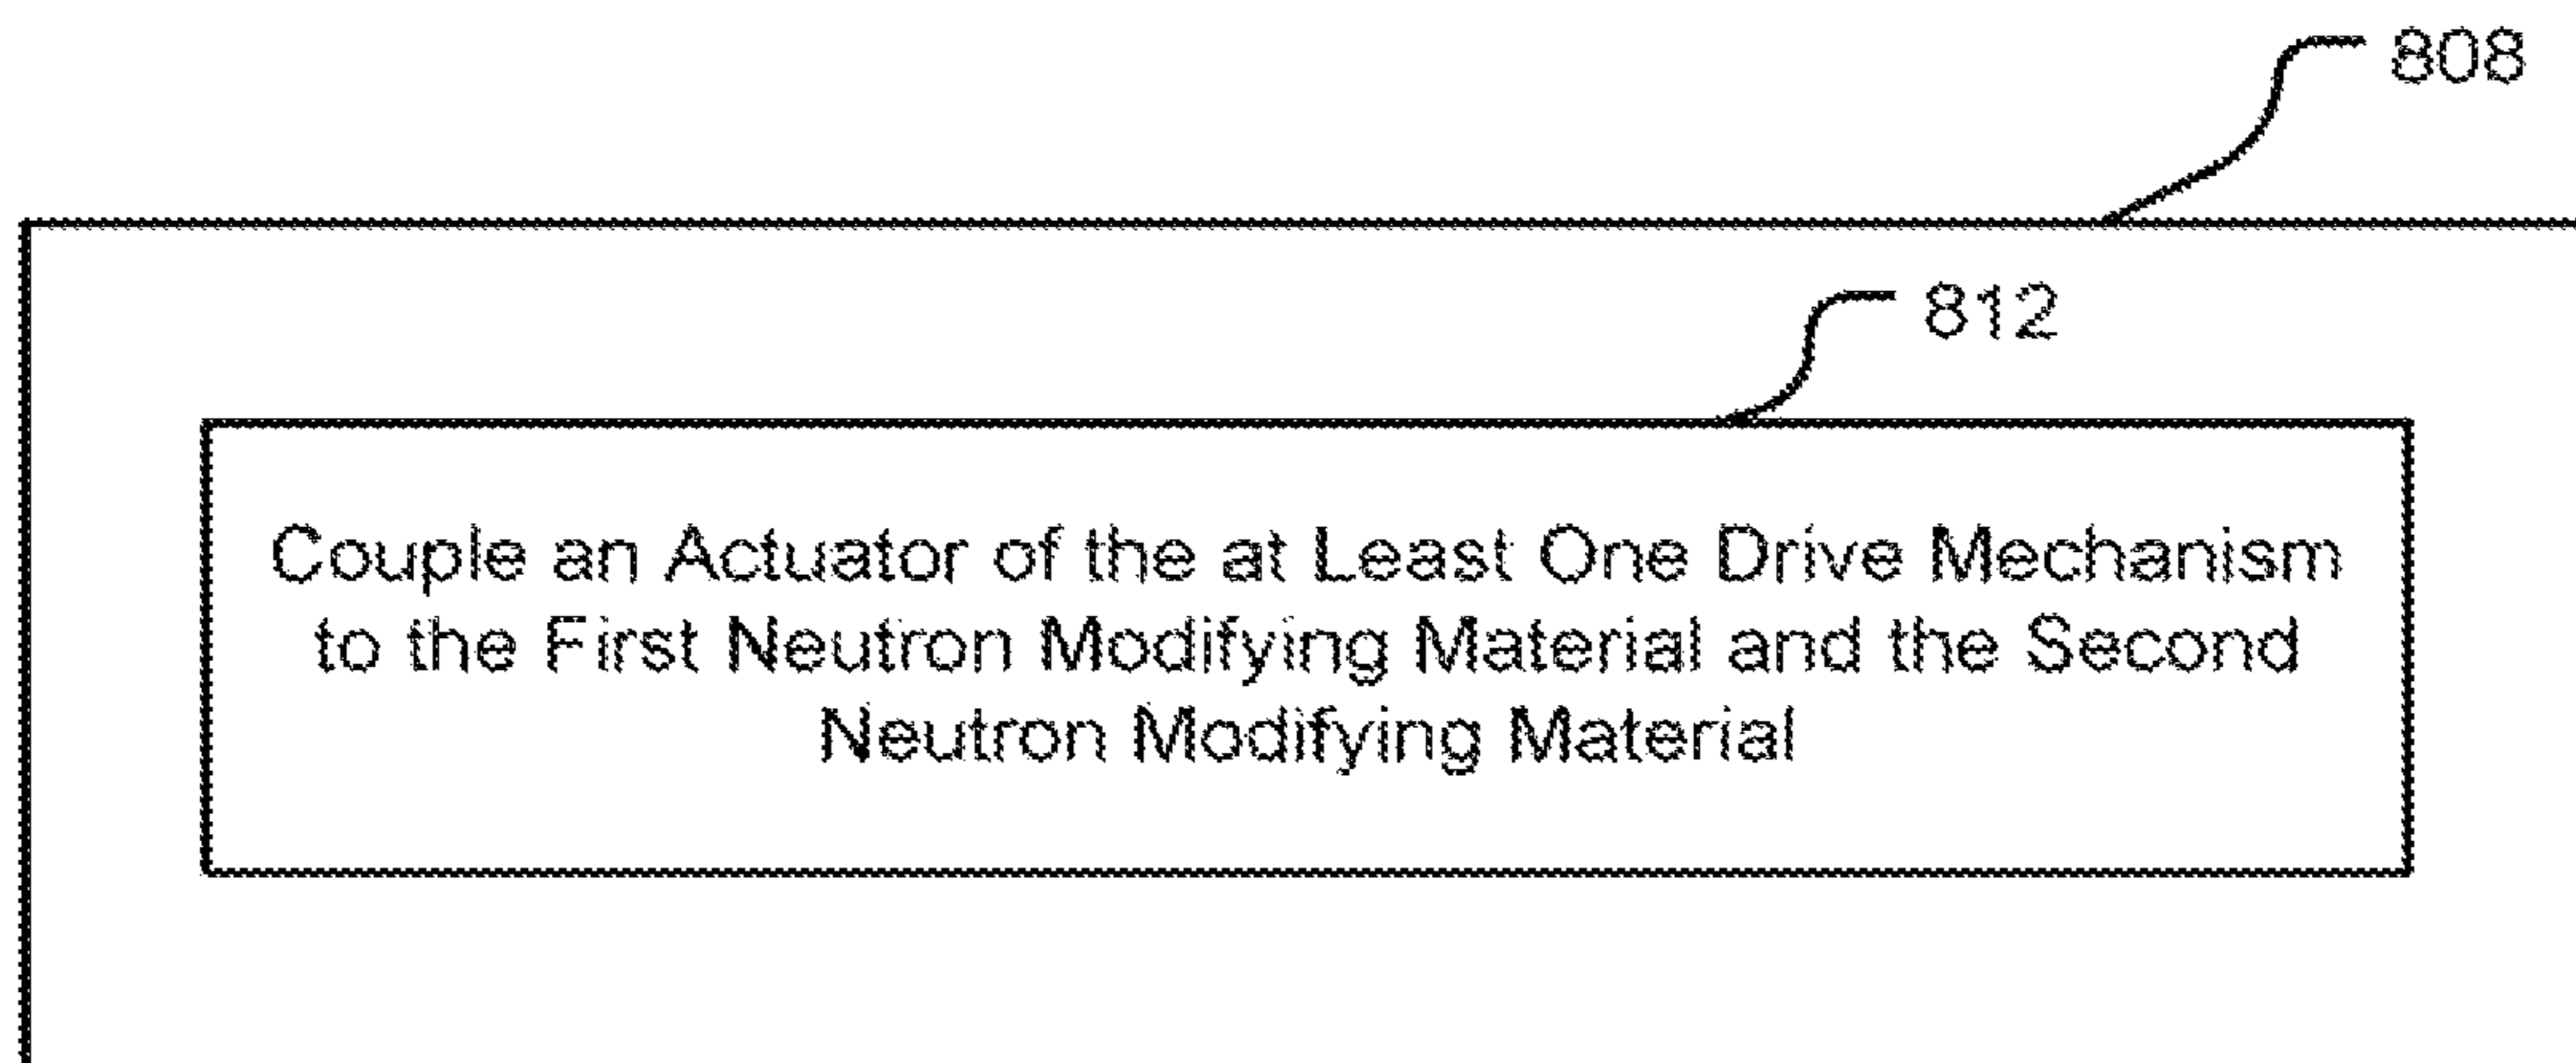 808
812
Couple an Actuator of the at Least One Drive Mechanism
to the First Neutron Modifying Material and the Second
Neutron Modifying Material